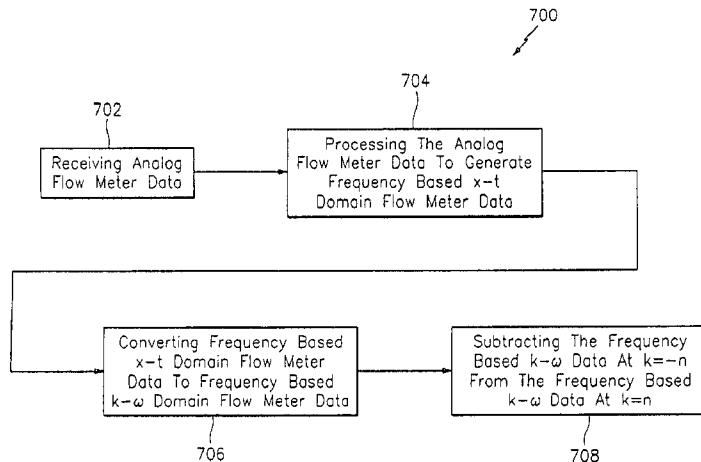 700
702
704
Receiving Analog
Flow Meter Data
Processing The Analog
Flow Meter Data To Generate
Frequency Based x-t
Domain Flow Meter Data
Converting Frequency Based
x-t Domain Flow Meter
Data To Frequency Based
k-ω Domain Flow Meter Data
Subtracting The Frequency
Based k-ω Data At k=-n
From The Frequency Based
k-ω Data At k=n
706
708